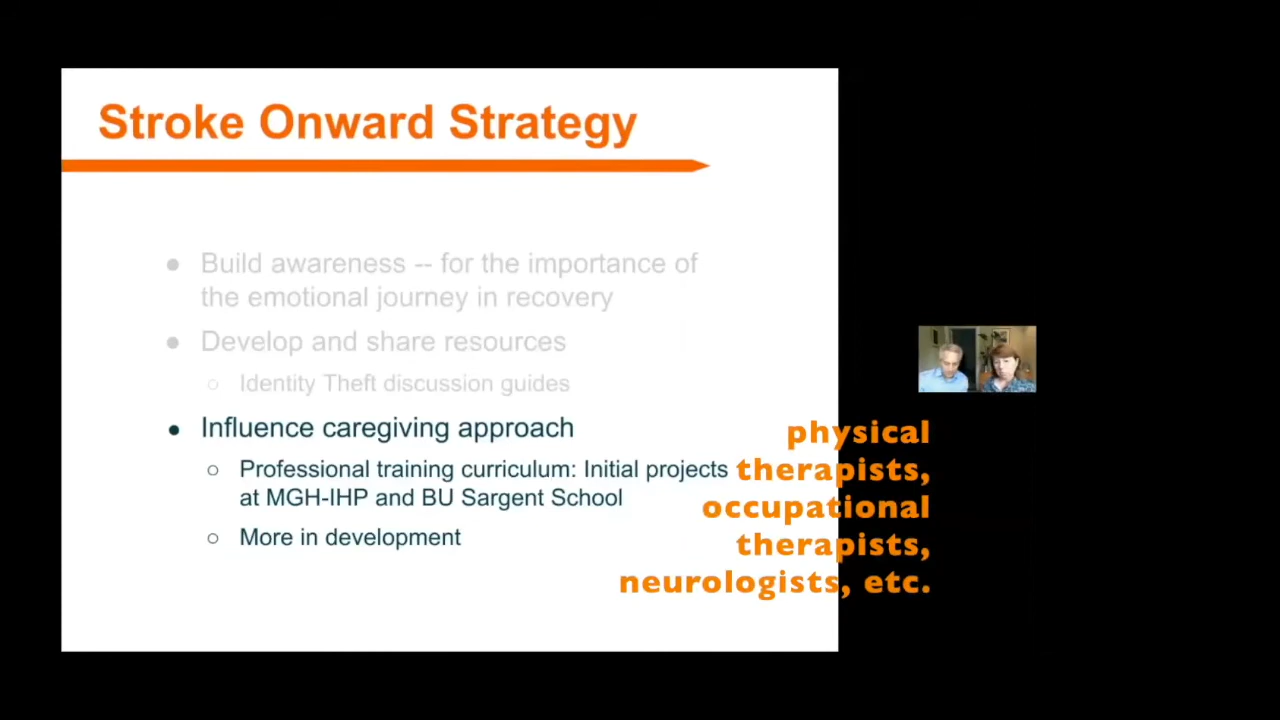 Stroke Onward Strategy
● Build awareness -- for the importance of
the emotional journey in recovery
● Develop and share resources
○ Identity Theft discussion guides
● Influence caregiving approach
○ Professional training curriculum: Initial projects
at MGH-IHP and BU Sargent School
○ More in development
physical
therapists,
occupational
therapists,
neurologists, etc.